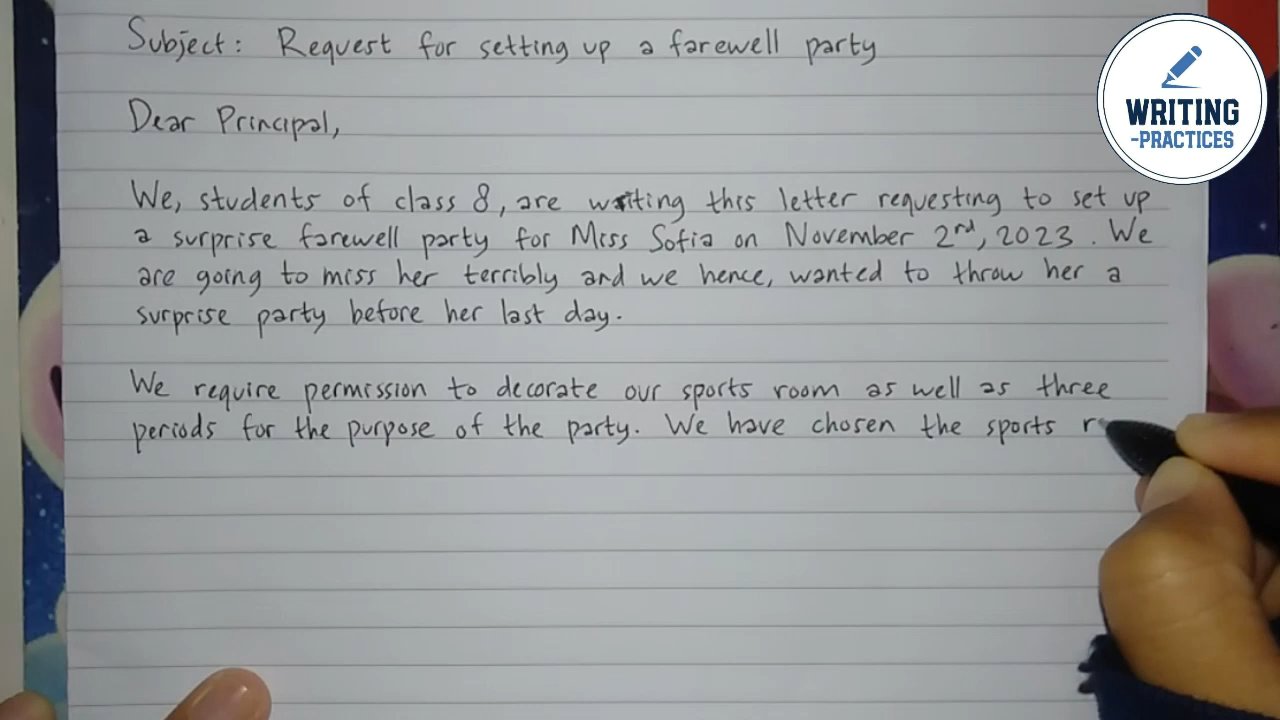 Subject: Request for setting up a farewell party
WRITING
-PRACTICES
Dear Principal,
We, students of class 8, are writing this letter requesting to set up
a surprise farewell party for Miss Sofia on November 2nd, 2023. We
are going to miss her terribly and we hence, wanted to throw her a
surprise party before her last day.
We require permission to decorate our sports room as well as three
periods for the purpose of the party. We have chosen the sports r